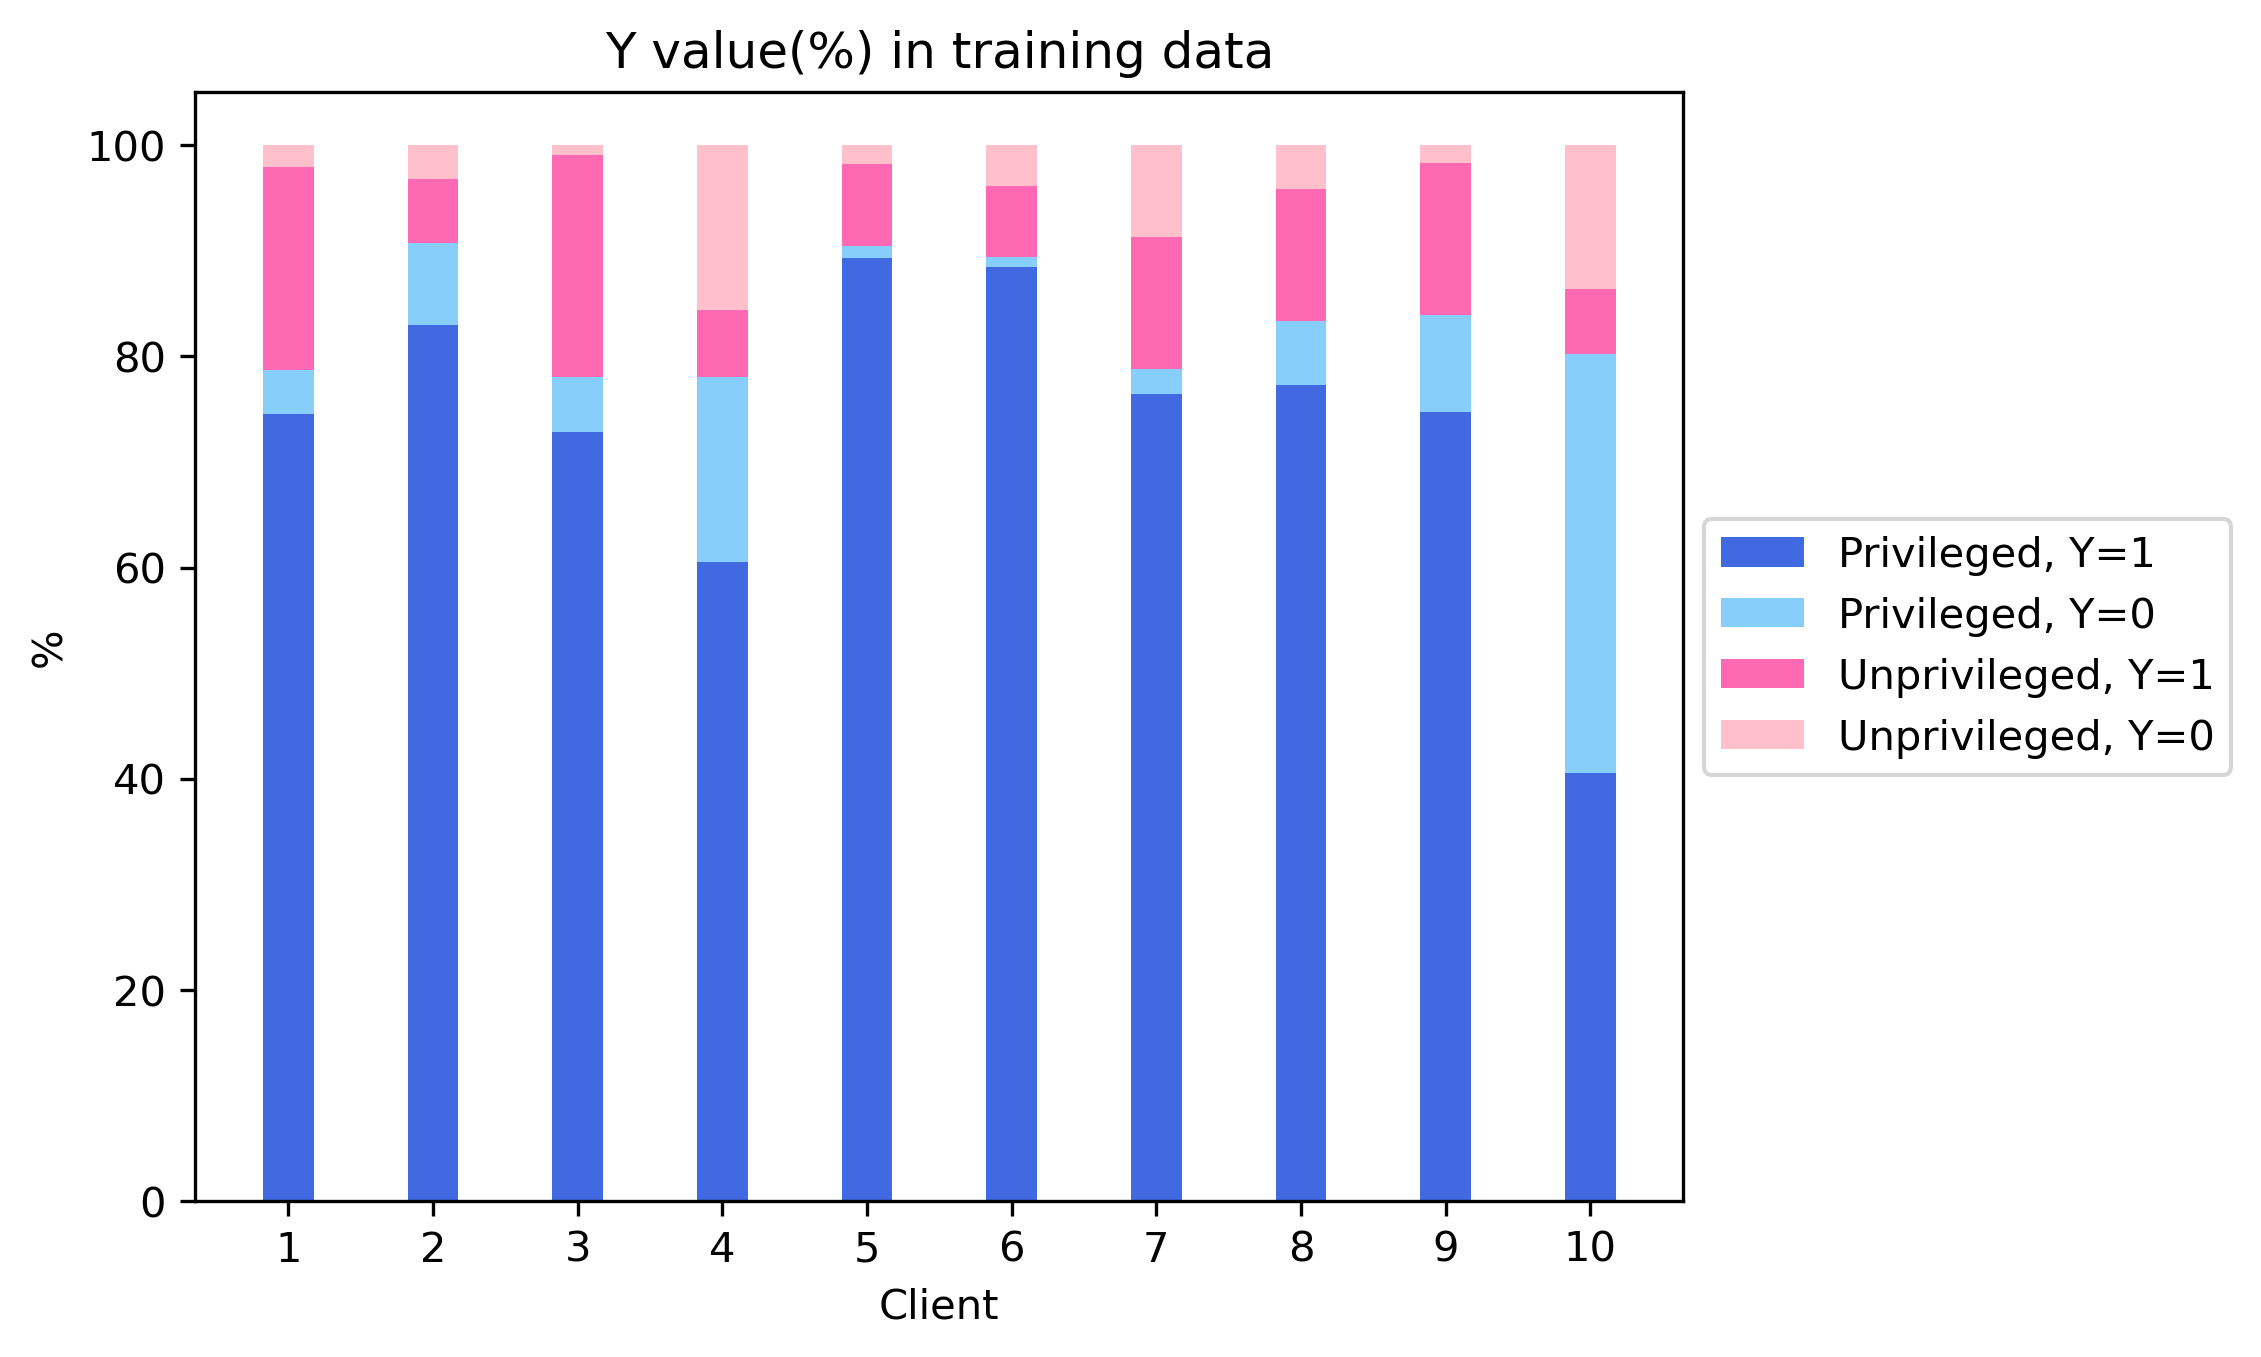 Y value(%) in training data
100
80
60
40
20
0
%
1 2 3 4 5 6 7 8 9 10
Client
Privileged, Y=1
Privileged, Y=0
Unprivileged, Y=1
Unprivileged, Y=0